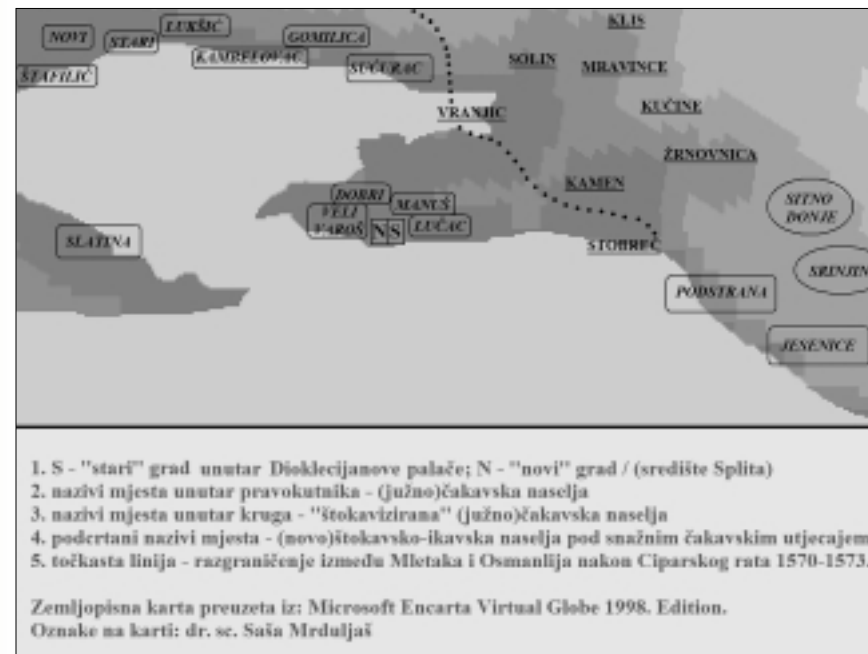 KLIS
LUKŠIĆ
NOVI
STARI
GOMILICA
KAMBELOVAC
SOLIN
MRAVINCE
ŠTAFILIĆ
SUĆURAC
KUČINE
VRANJIC
ŽRNOVNICA
KAMEN
DOBRI
MANUŠ
SITNO
DONJE
VELI
VAROŠ
N S
LUČAC
SLATINA
STOBREČ
SRINJIN
PODSTRANA
JESENICE
1. S - "stari" grad unutar Dioklecijanove palače; N - "novi" grad / (središte Splita)
2. nazivi mjesta unutar pravokutnika - (južno)čakavska naselja
3. nazivi mjesta unutar kruga - "štokavizirana" (južno)čakavska naselja
4. podcrtani nazivi mjesta - (novo)štokavsko-ikavska naselja pod snažnim čakavskim utjecajem
5. točkasta linija - razgraničenje između Mletaka i Osmanlija nakon Ciparskog rata 1570-1573.
Zemljopisna karta preuzeta iz: Microsoft Encarta Virtual Globe 1998. Edition.
Oznake na karti: dr. sc. Saša Mrduljaš